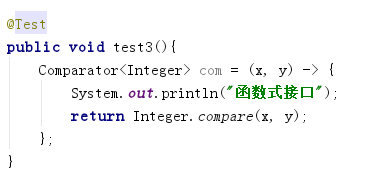 @Test
public void test3(){
    Comparator<Integer> com = (x, y) -> {
        System.out.println("函数式接口");
        return Integer.compare(x, y);
    };
}